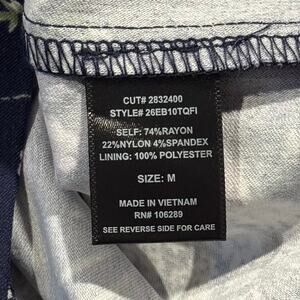 CUT# 2832400
STYLE# 26EB10TQFI
SELF: 74%RAYON
22%NYLON 4%SPANDEX
LINING: 100% POLYESTER
SIZE: M
MADE IN VIETNAM
RN# 106289
SEE REVERSE SIDE FOR CARE